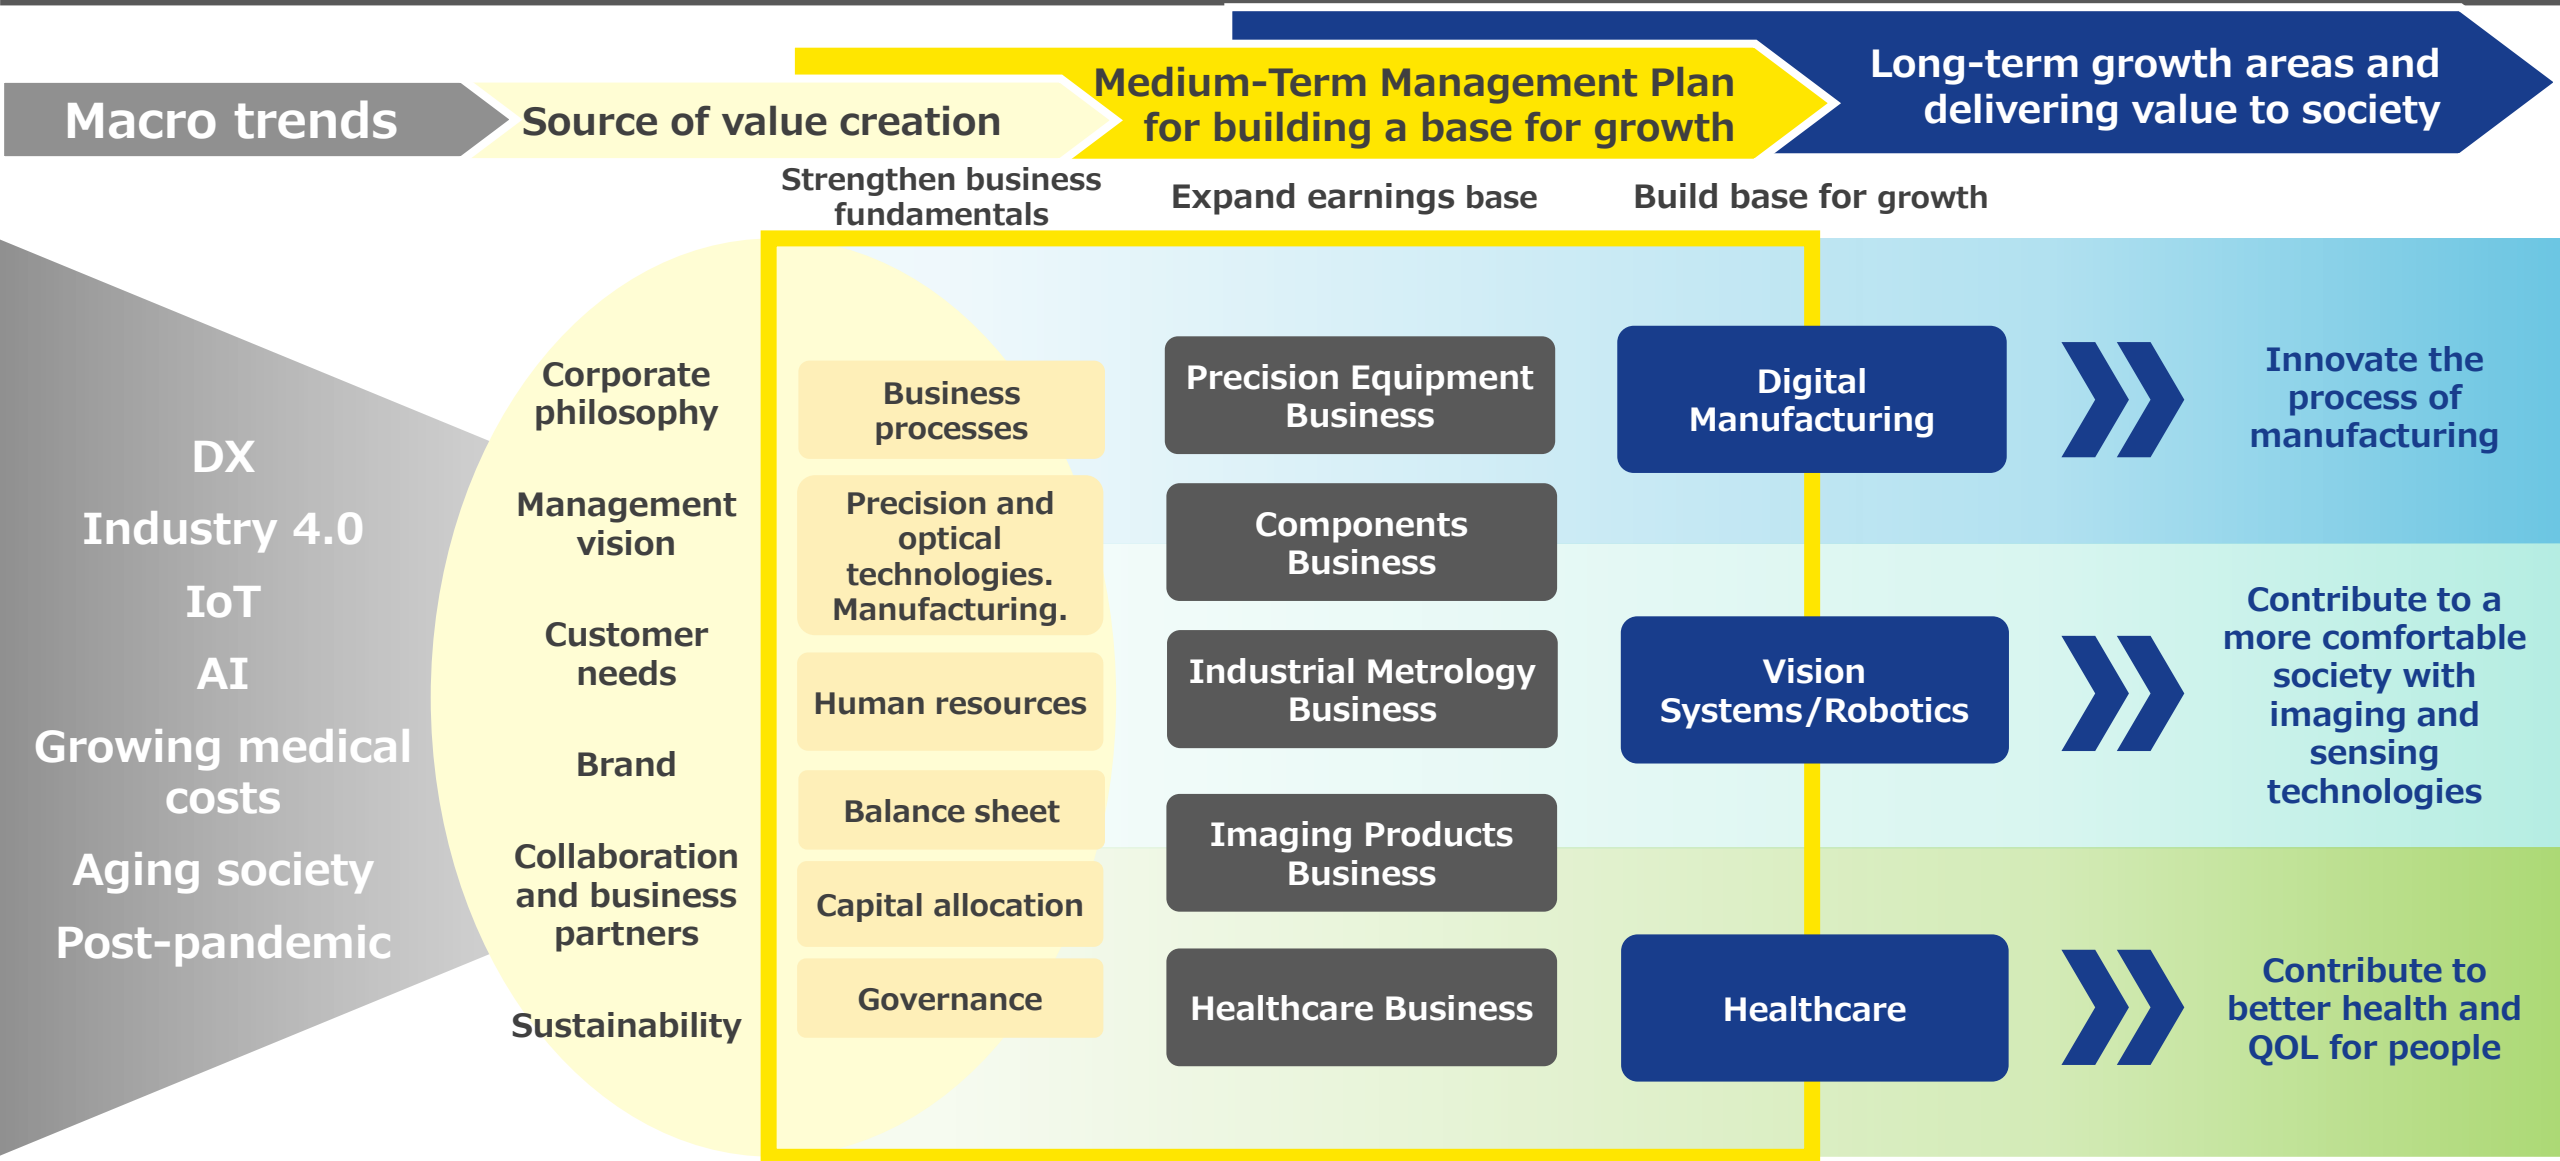 Macro trends
Source of value creation
Medium-Term Management Plan
for building a base for growth
Long-term growth areas and
delivering value to society
Strengthen business
fundamentals
Expand earnings base
Build base for growth
DX
Industry 4.0
IoT
AI
Growing medical
costs
Aging society
Post-pandemic
Corporate
philosophy
Management
vision
Customer
needs
Brand
Collaboration
and business
partners
Sustainability
Business
processes
Precision and
optical
technologies.
Manufacturing.
Human resources
Balance sheet
Capital allocation
Governance
Precision Equipment
Business
Components
Business
Industrial Metrology
Business
Imaging Products
Business
Healthcare Business
Digital
Manufacturing
Vision
Systems/Robotics
Healthcare
Innovate the
process of
manufacturing
Contribute to a
more comfortable
society with
imaging and
sensing
technologies
Contribute to
better health and
QOL for people